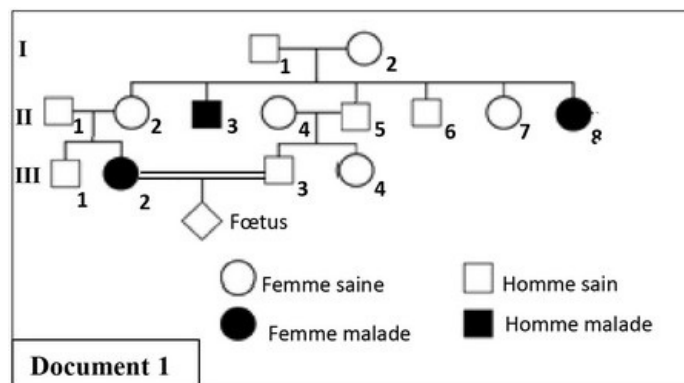 I
1 2
II
1 2 3 4 5 6 7 8
III
1 2 3 4
Fœtus
Femme saine Homme sain
Femme malade Homme malade
Document 1